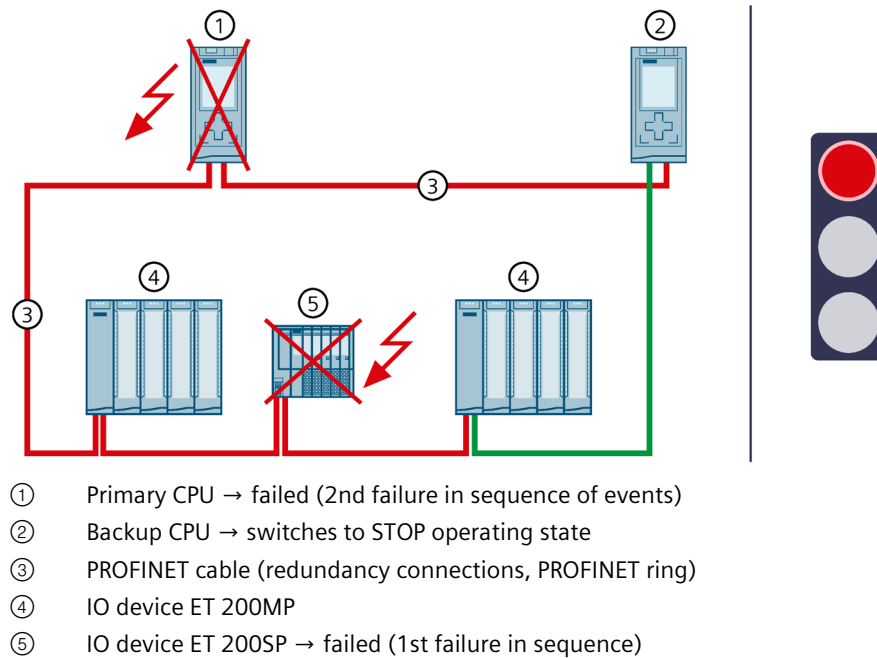 ① ②
③
④ ④
⑤
③
① Primary CPU → failed (2nd failure in sequence of events)
② Backup CPU → switches to STOP operating state
③ PROFINET cable (redundancy connections, PROFINET ring)
④ IO device ET 200MP
⑤ IO device ET 200SP → failed (1st failure in sequence)